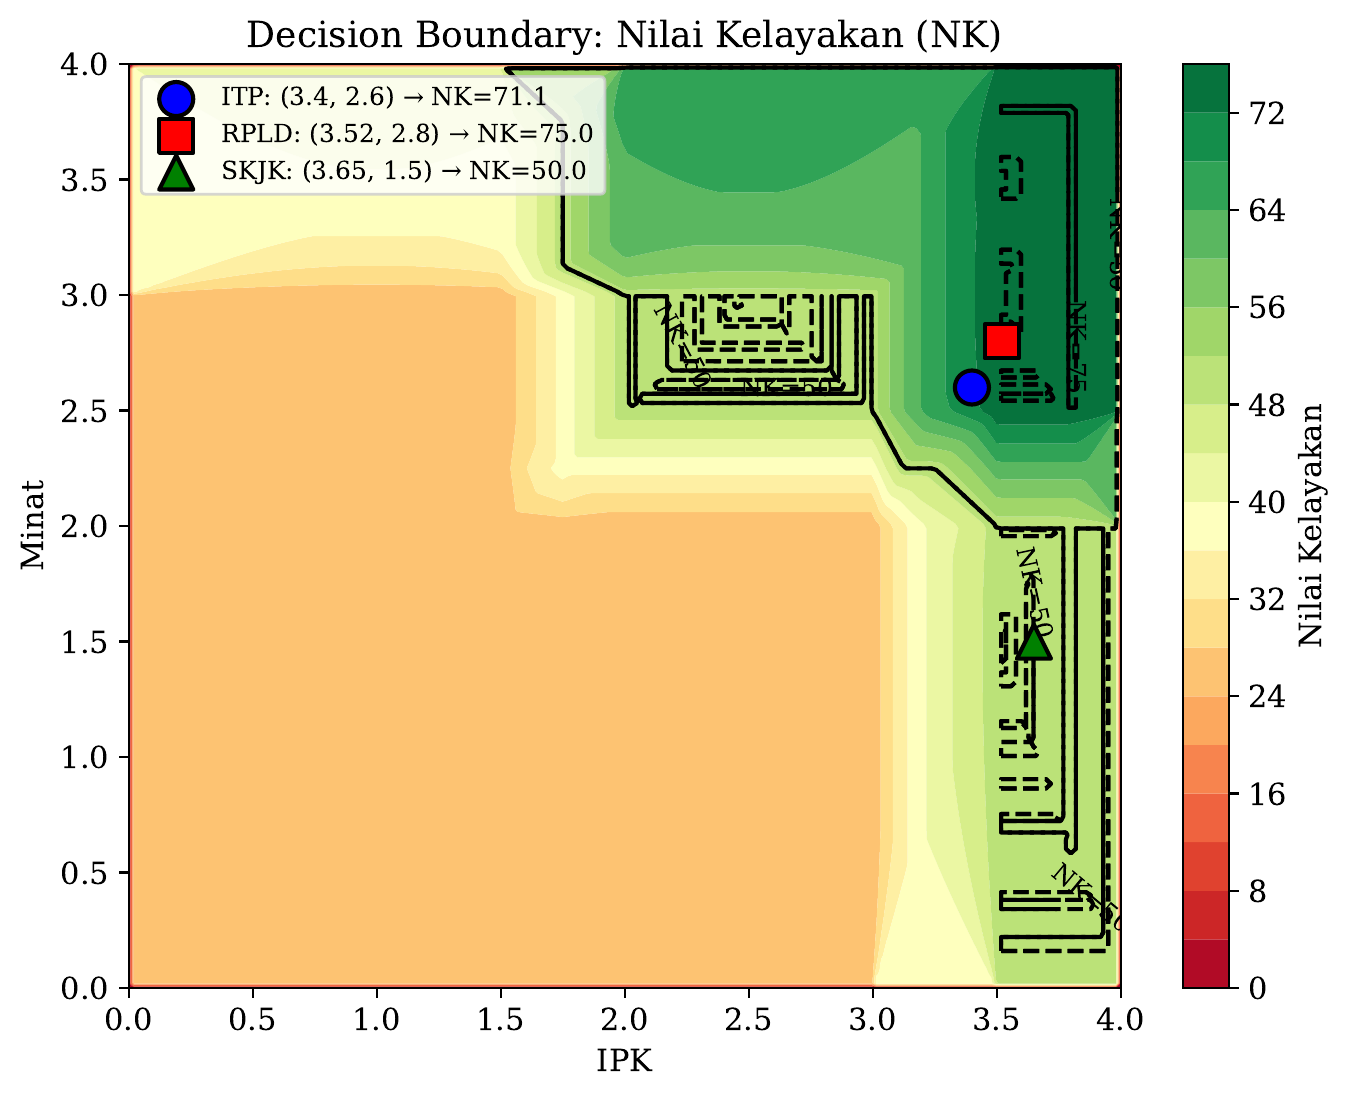 Decision Boundary: Nilai Kelayakan (NK)
4.0
3.5
3.0
2.5
2.0
1.5
1.0
0.5
0.0
Minat
ITP: (3.4, 2.6) → NK=71.1
RPLD: (3.52, 2.8) → NK=75.0
SKJK: (3.65, 1.5) → NK=50.0
NK=50
NK=50
NK=50
NK=75
NK=50
NK=50
0.0 0.5 1.0 1.5 2.0 2.5 3.0 3.5 4.0
IPK
72
64
56
48
40
32
24
16
8
0
Nilai Kelayakan